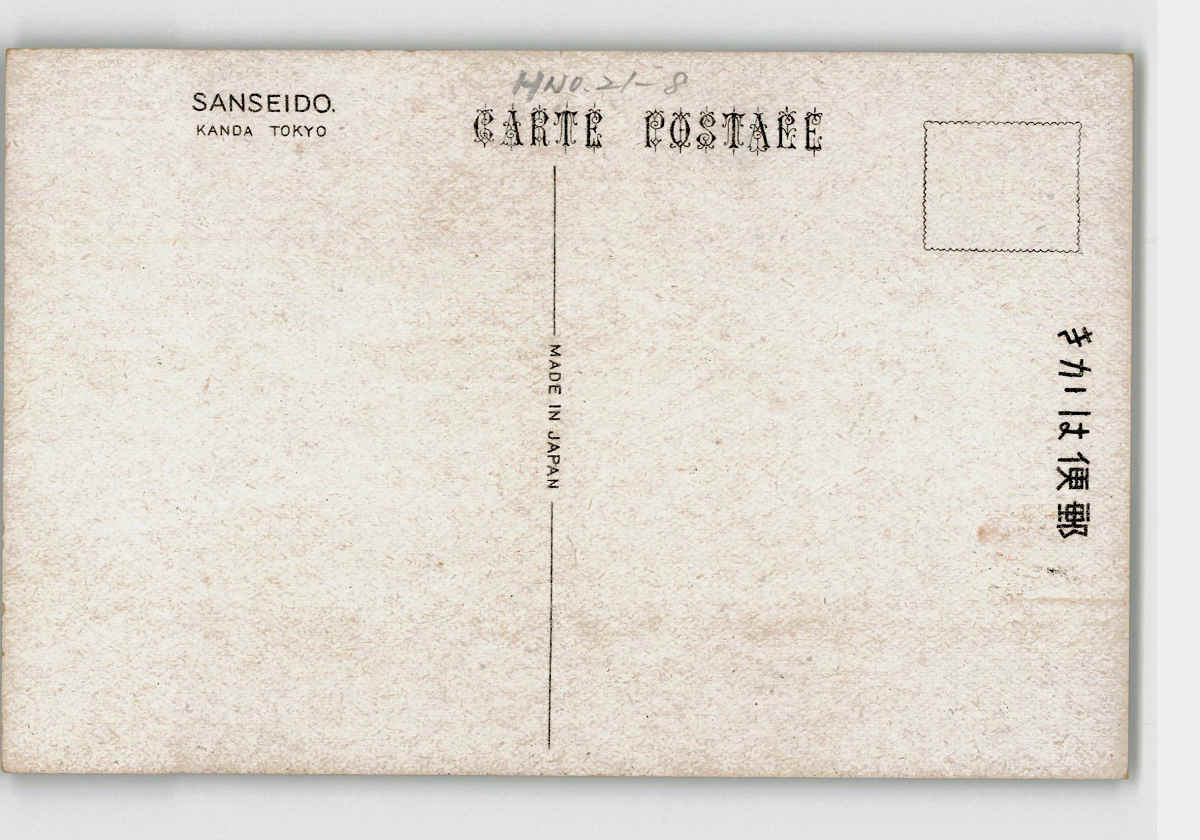 HNO. 21-8
SANSEIDO.
KANDA TOKYO
CARTE POSTALE
MADE IN JAPAN
郵便はかき